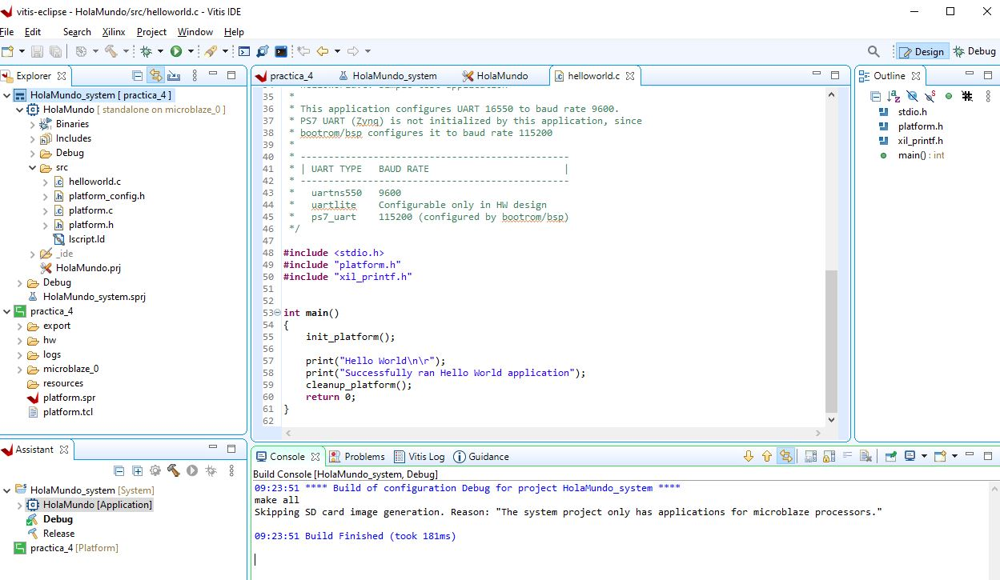 vitis-eclipse - HolaMundo/src/helloworld.c - Vitis IDE
File Edit Search Xilinx Project Window Help
Design Debug
Explorer
HolaMundo_system [ practica_4 ]
HolaMundo [ standalone on microblaze_0 ]
Binaries
Includes
Debug
src
helloworld.c
platform_config.h
platform.c
platform.h
lscript.ld
_ide
HolaMundo.prj
Debug
HolaMundo_system.sprj
practica_4
export
hw
logs
microblaze_0
resources
platform.spr
platform.tcl
practica_4 HolaMundo_system HolaMundo helloworld.c
35 *
36 * This application configures UART 16550 to baud rate 9600.
37 * PS7 UART (Zynq) is not initialized by this application, since
38 * bootrom/bsp configures it to baud rate 115200
39 *
40 * ------------------------------------------------
41 * | UART TYPE   BAUD RATE                        |
42 * ------------------------------------------------
43 *   uartns550   9600
44 *   uartlite    Configurable only in HW design
45 *   ps7_uart    115200 (configured by bootrom/bsp)
46 */
47
48 #include <stdio.h>
49 #include "platform.h"
50 #include "xil_printf.h"
51
52
53 int main()
54 {
55     init_platform();
56
57     print("Hello World\n\r");
58     print("Successfully ran Hello World application");
59     cleanup_platform();
60     return 0;
61 }
62
Outline
stdio.h
platform.h
xil_printf.h
main() : int
Assistant
HolaMundo_system [System]
HolaMundo [Application]
Debug
Release
practica_4 [Platform]
Console Problems Vitis Log Guidance
Build Console [HolaMundo_system, Debug]
09:23:51 **** Build of configuration Debug for project HolaMundo_system ****
make all
Skipping SD card image generation. Reason: "The system project only has applications for microblaze processors."
09:23:51 Build Finished (took 181ms)